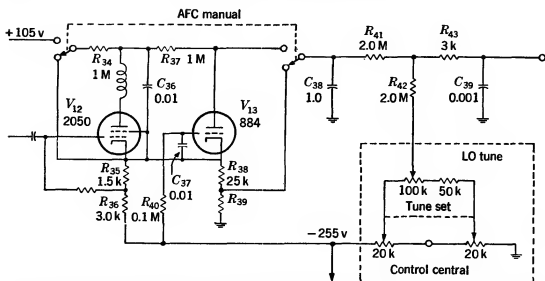 AFC manual
+105 v
R34
1 M
R37 1 M
R41
2.0 M
R43
3 k
C36
0.01
C38
1.0
R42
2.0 M
C39
0.001
V12
2050
V13
884
C37
0.01
R35
1.5 k
R36
3.0 k
R40
0.1 M
R38
25 k
R39
LO tune
100 k
50 k
Tune set
−255 v
20 k
20 k
Control central